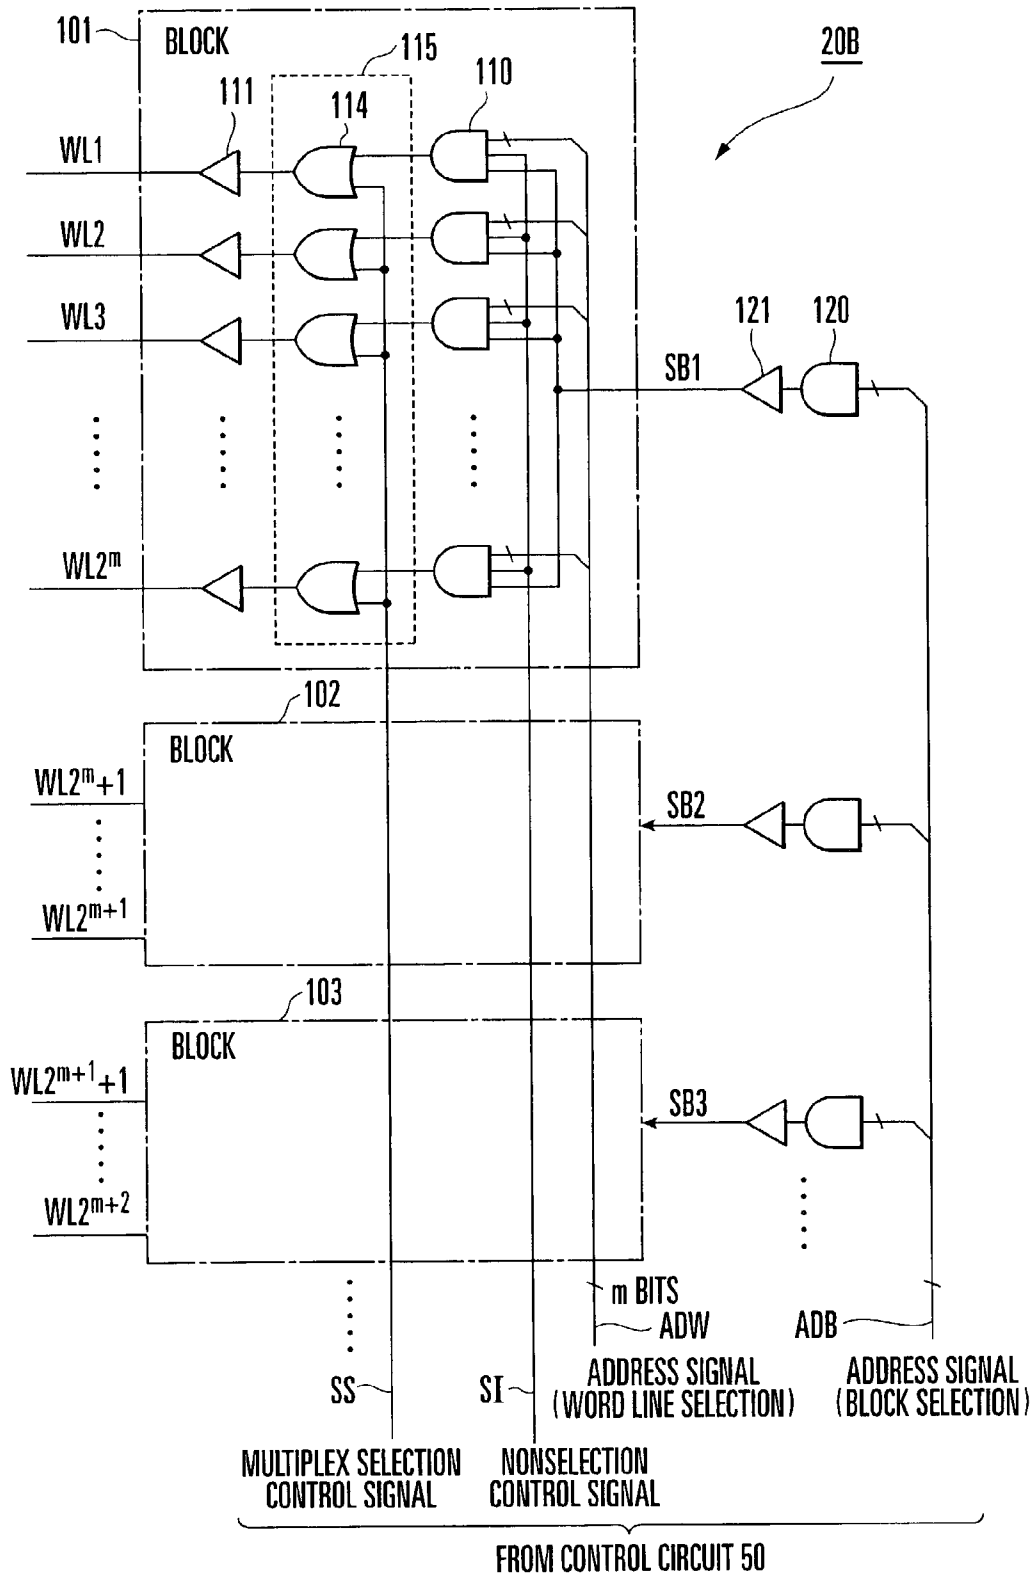 101
BLOCK
115
20B
111
114
110
WL1
WL2
WL3
121
120
SB1
WL2ᵐ
102
BLOCK
WL2ᵐ+1
SB2
WL2ᵐ⁺¹
103
BLOCK
WL2ᵐ⁺¹+1
SB3
WL2ᵐ⁺²
m BITS
ADW
ADB
ADDRESS SIGNAL
(WORD LINE SELECTION)
ADDRESS SIGNAL
(BLOCK SELECTION)
SS
SI
MULTIPLEX SELECTION
CONTROL SIGNAL
NONSELECTION
CONTROL SIGNAL
FROM CONTROL CIRCUIT 50